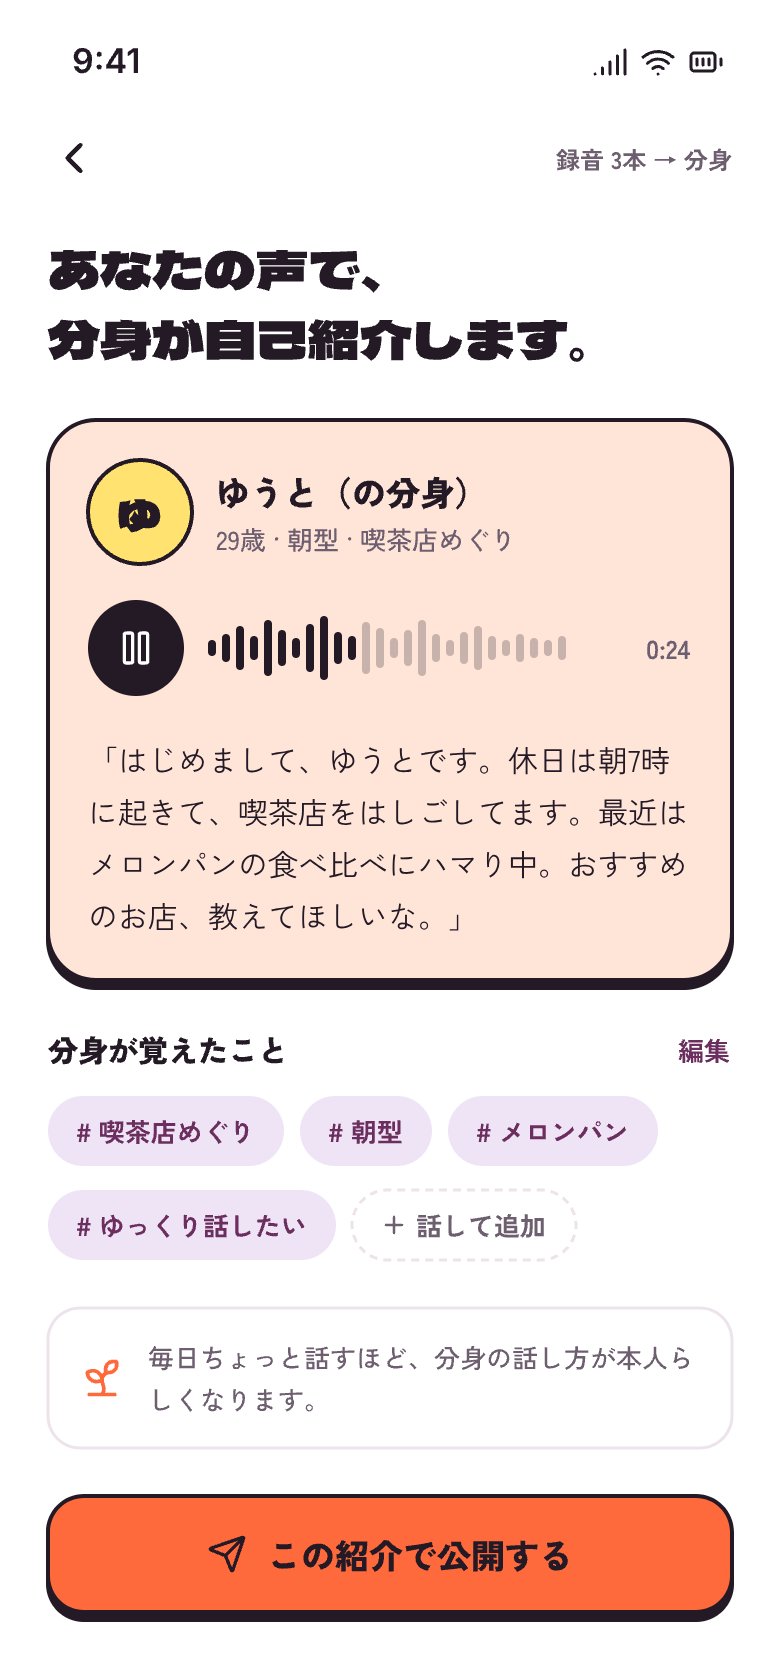 9:41
録音 3本 → 分身
あなたの声で、
分身が自己紹介します。
ゆ
ゆうと（の分身）
29歳・朝型・喫茶店めぐり
0:24
「はじめまして、ゆうとです。休日は朝7時
に起きて、喫茶店をはしごしてます。最近は
メロンパンの食べ比べにハマり中。おすすめ
のお店、教えてほしいな。」
分身が覚えたこと
編集
# 喫茶店めぐり
# 朝型
# メロンパン
# ゆっくり話したい
＋ 話して追加
毎日ちょっと話すほど、分身の話し方が本人ら
しくなります。
この紹介で公開する